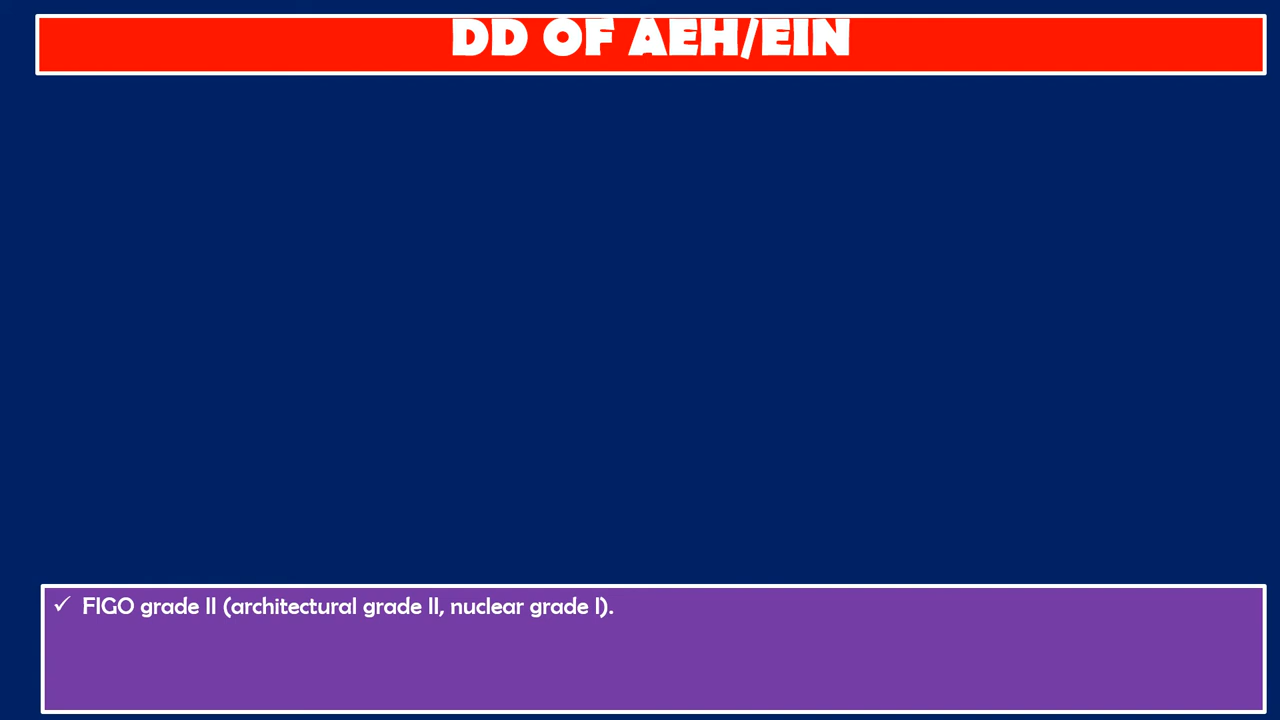 DD OF AEH/EIN
✓ FIGO grade II (architectural grade II, nuclear grade I).